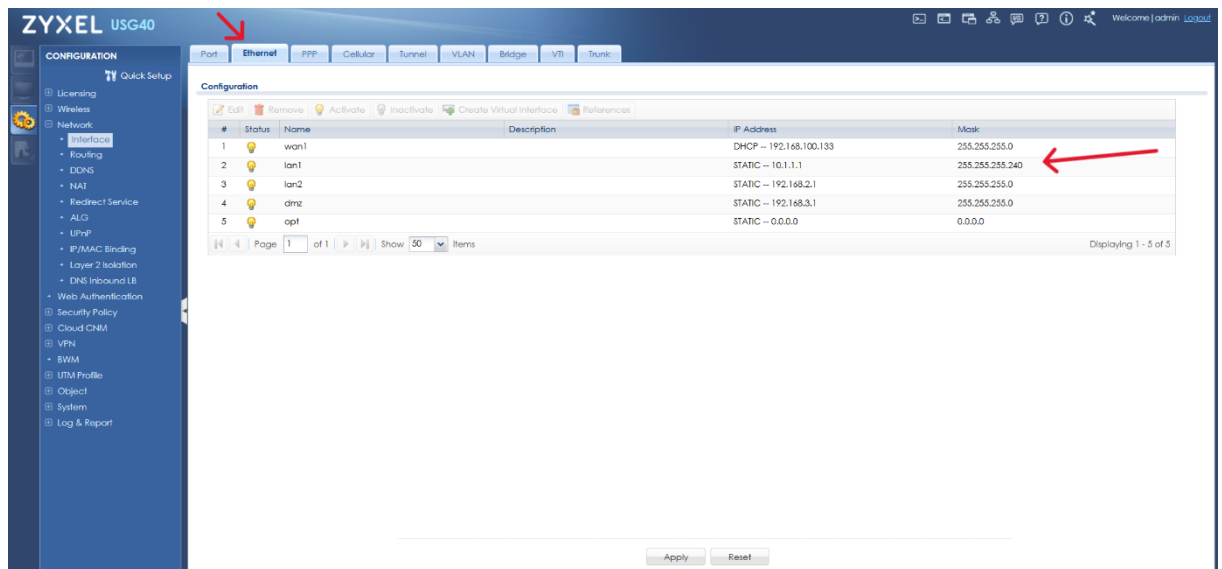 ZYXEL USG40
Welcome | admin Logout
CONFIGURATION
Quick Setup
Licensing
Wireless
Network
Interface
Routing
DDNS
NAT
Redirect Service
ALG
UPnP
IP/MAC Binding
Layer 2 Isolation
DNS Inbound LB
Web Authentication
Security Policy
Cloud CNM
VPN
BWM
UTM Profile
Object
System
Log & Report
Port Ethernet PPP Cellular Tunnel VLAN Bridge VTI Trunk
Configuration
Edit Remove Activate Inactivate Create Virtual Interface References
# Status Name Description IP Address Mask
1 wan1 DHCP -- 192.168.100.133 255.255.255.0
2 lan1 STATIC -- 10.1.1.1 255.255.255.240
3 lan2 STATIC -- 192.168.2.1 255.255.255.0
4 dmz STATIC -- 192.168.3.1 255.255.255.0
5 opt STATIC -- 0.0.0.0 0.0.0.0
Page 1 of 1 Show 50 Items Displaying 1 - 5 of 5
Apply Reset